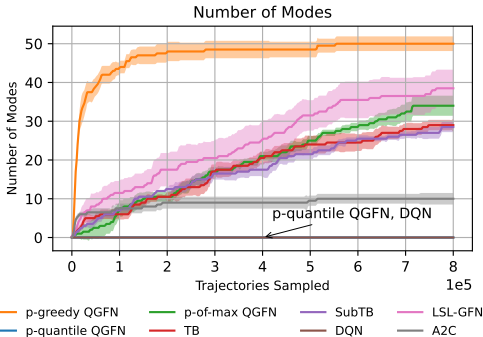 Number of Modes
Number of Modes
50
40
30
20
10
0
p-quantile QGFN, DQN
0 1 2 3 4 5 6 7 8
Trajectories Sampled
1e5
p-greedy QGFN p-of-max QGFN SubTB LSL-GFN
p-quantile QGFN TB DQN A2C